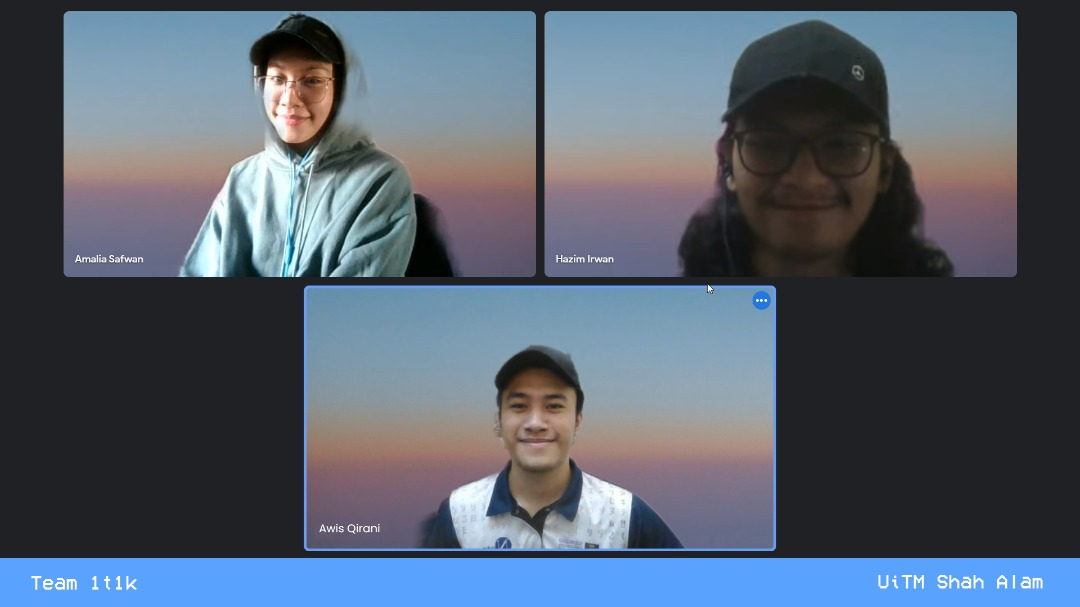 Amalia Safwan
Hazim Irwan
Awis Qirani
Team 1t1k
UiTM Shah Alam